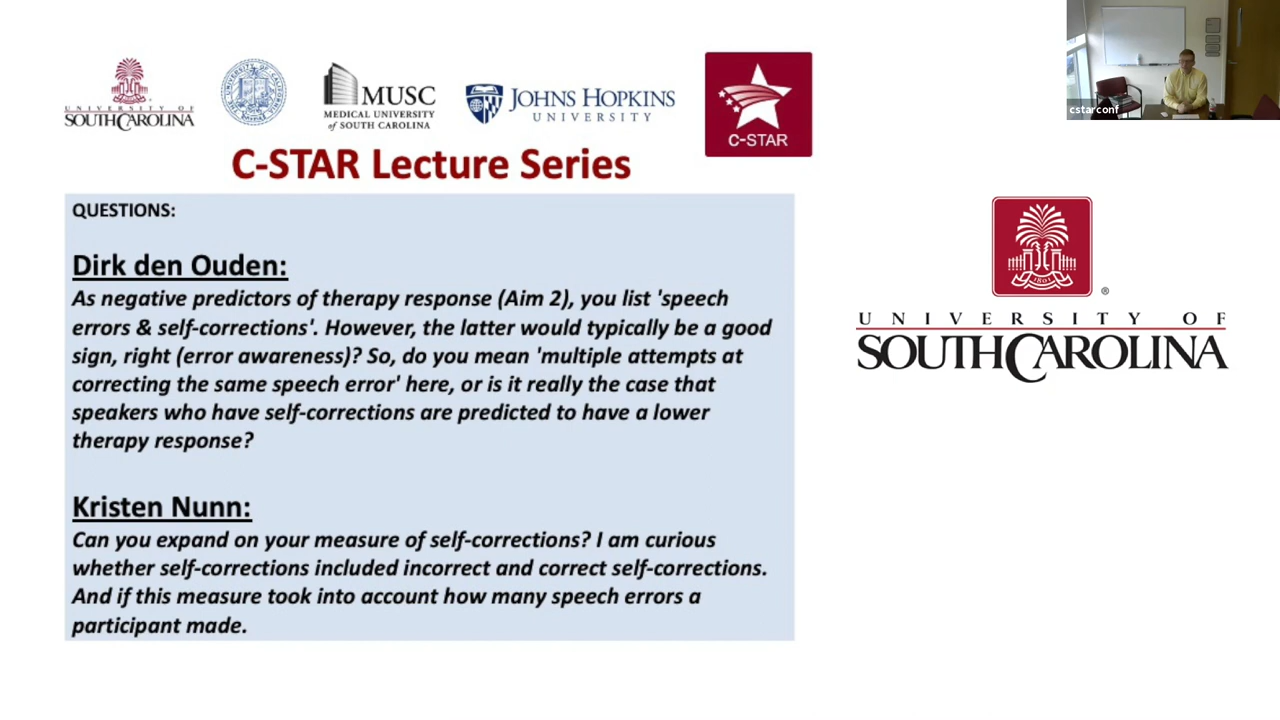 UNIVERSITY OF
SOUTH CAROLINA
MUSC
MEDICAL UNIVERSITY
of SOUTH CAROLINA
JOHNS HOPKINS
UNIVERSITY
C-STAR
cstarconf
C-STAR Lecture Series
QUESTIONS:
Dirk den Ouden:
As negative predictors of therapy response (Aim 2), you list 'speech
errors & self-corrections'. However, the latter would typically be a good
sign, right (error awareness)? So, do you mean 'multiple attempts at
correcting the same speech error' here, or is it really the case that
speakers who have self-corrections are predicted to have a lower
therapy response?
Kristen Nunn:
Can you expand on your measure of self-corrections? I am curious
whether self-corrections included incorrect and correct self-corrections.
And if this measure took into account how many speech errors a
participant made.
1801
®
UNIVERSITY OF
SOUTH CAROLINA